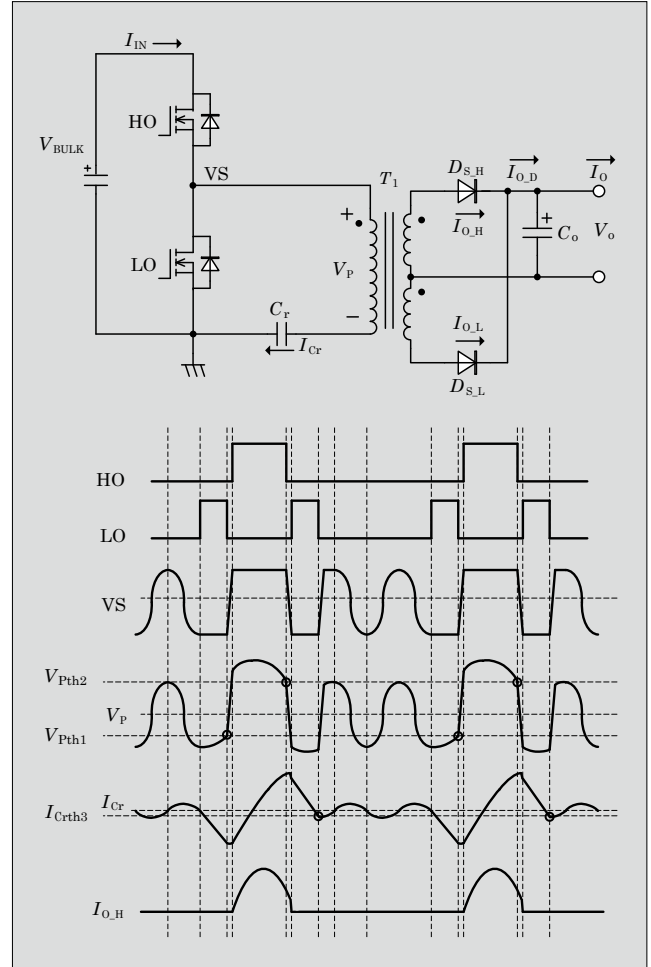 I_IN
HO
V_BULK
+
VS
T_1
D_S_H
I_O_D
I_O
I_O_H
+
C_o
V_o
+
V_P
−
LO
C_r
I_Cr
I_O_L
D_S_L
HO
LO
VS
V_Pth2
V_P
V_Pth1
I_Cr
I_Crth3
I_O_H